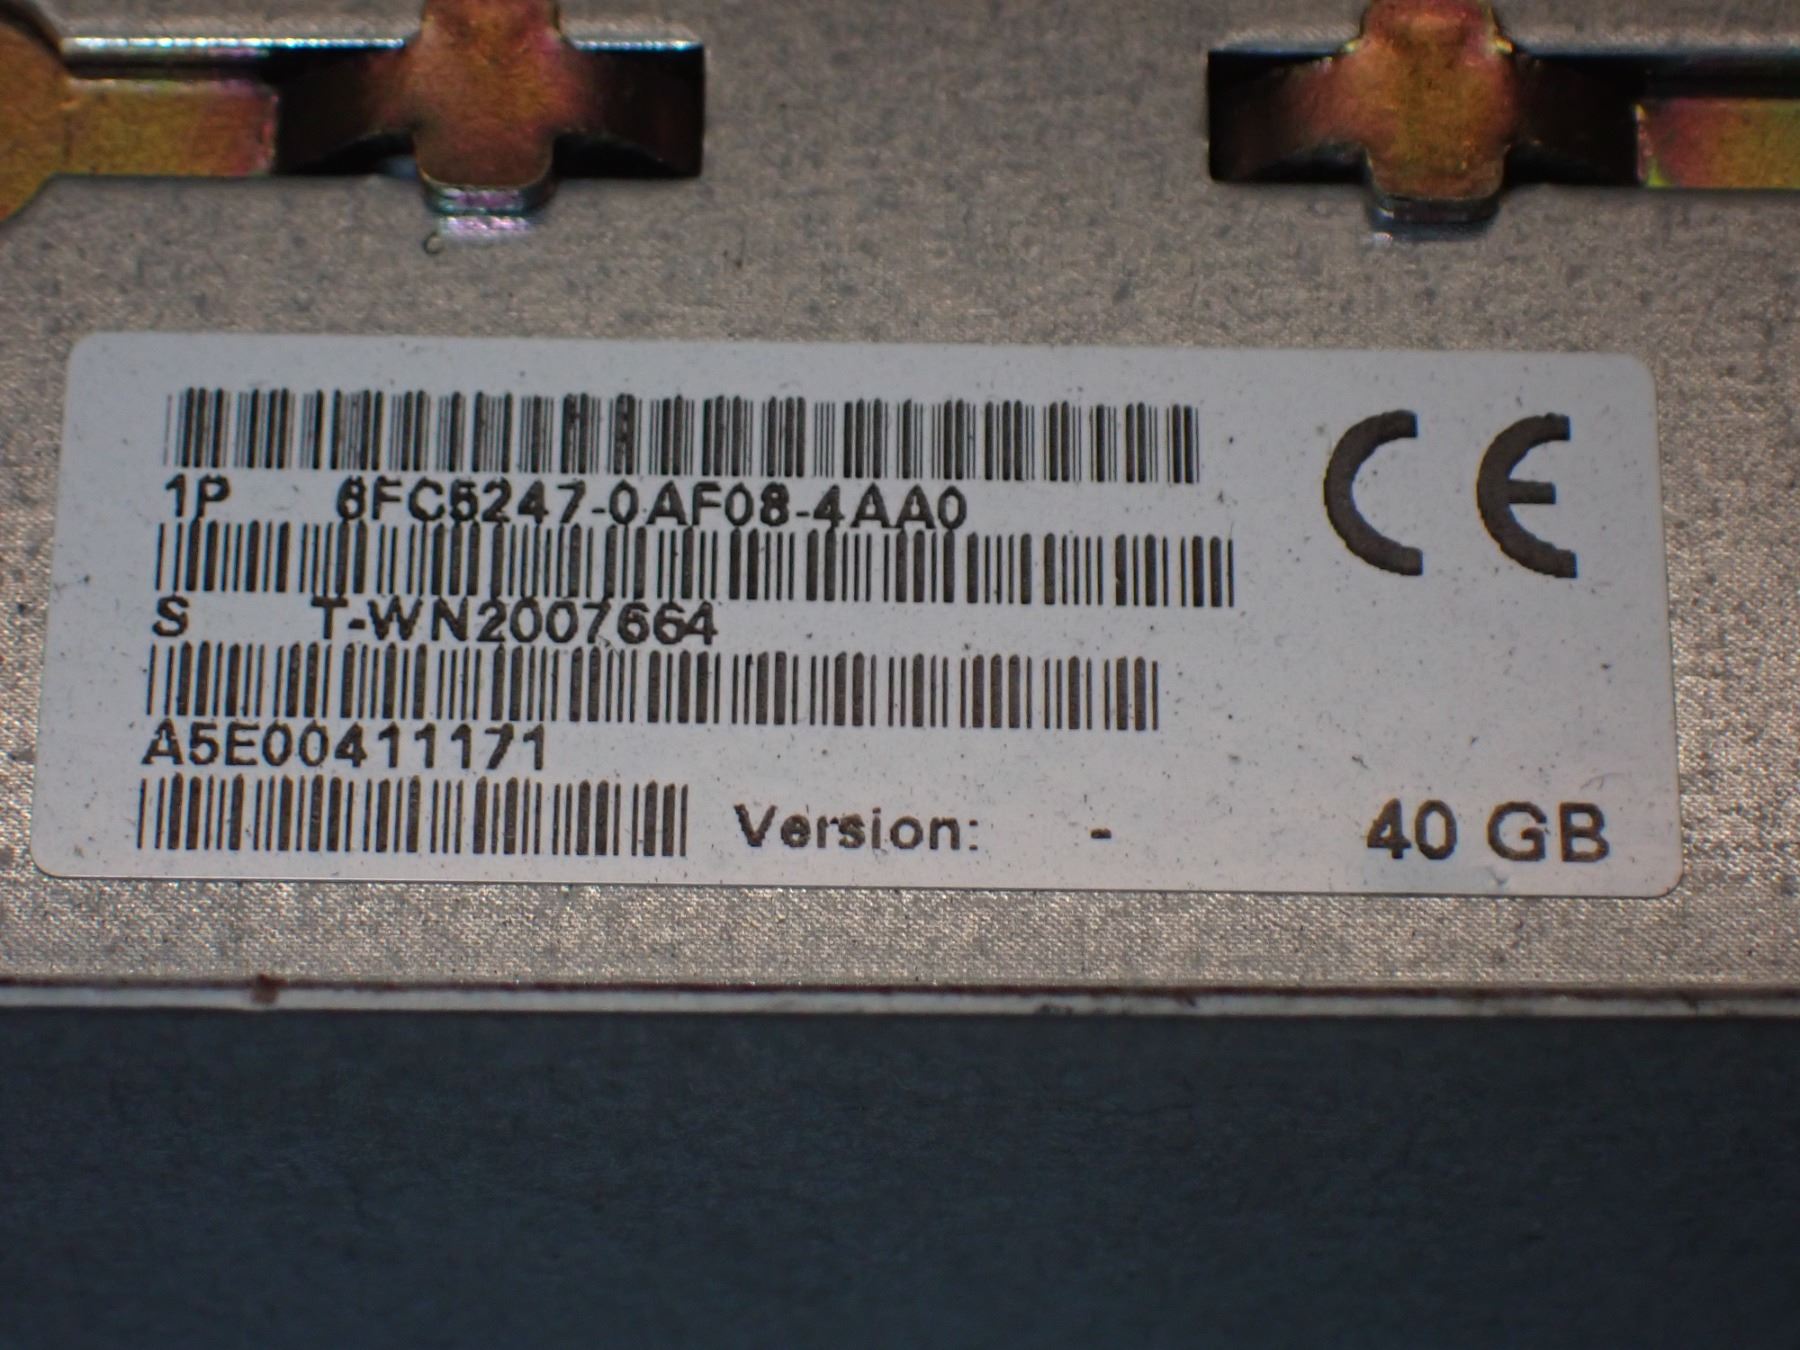 1P 6FC5247-0AF08-4AA0
CE
S T-WN2007664
A5E00411171
Version: - 40 GB